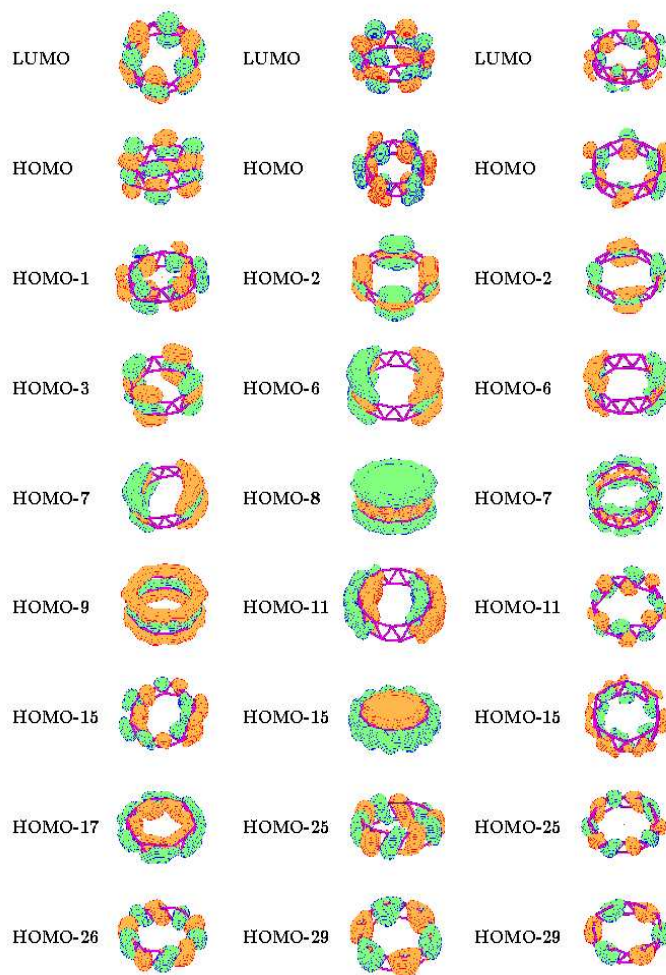 LUMO LUMO LUMO
HOMO HOMO HOMO
HOMO-1 HOMO-2 HOMO-2
HOMO-3 HOMO-6 HOMO-6
HOMO-7 HOMO-8 HOMO-7
HOMO-9 HOMO-11 HOMO-11
HOMO-15 HOMO-15 HOMO-15
HOMO-17 HOMO-25 HOMO-25
HOMO-26 HOMO-29 HOMO-29